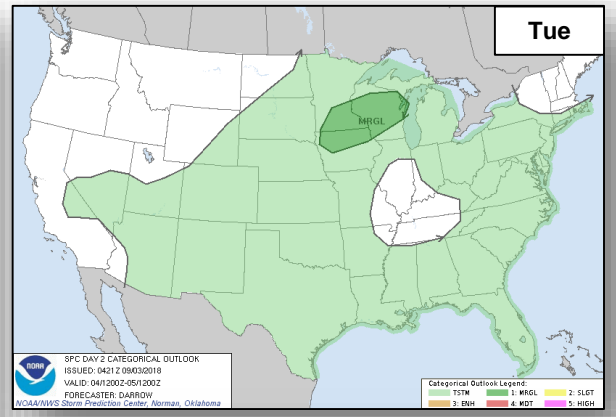 Tue
MRGL
NOAA
SPC DAY 2 CATEGORICAL OUTLOOK
ISSUED: 0421Z 09/03/2018
VALID: 04/1200Z-05/1200Z
FORECASTER: DARROW
NOAA/NWS Storm Prediction Center, Norman, Oklahoma
Categorical Outlook Legend:
TSTM 1: MRGL 2: SLGT
3: ENH 4: MDT 5: HIGH